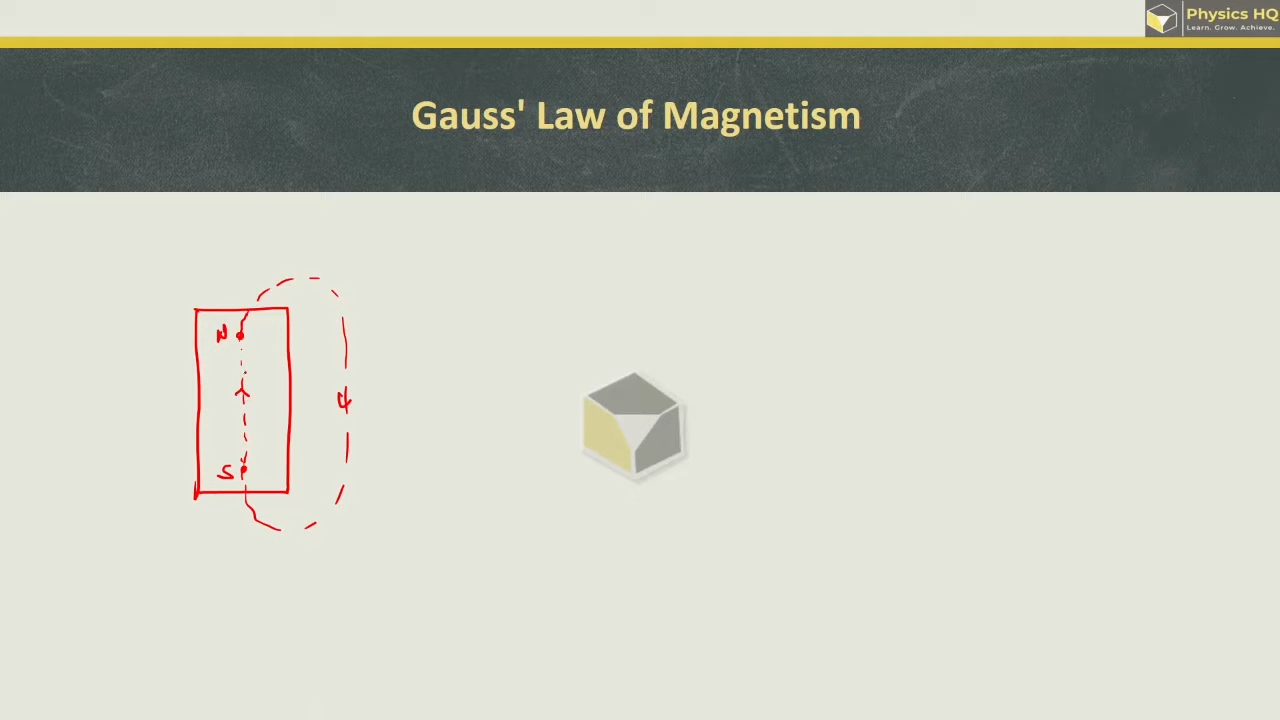 Physics HQ
Learn. Grow. Achieve.
Gauss' Law of Magnetism
N
S